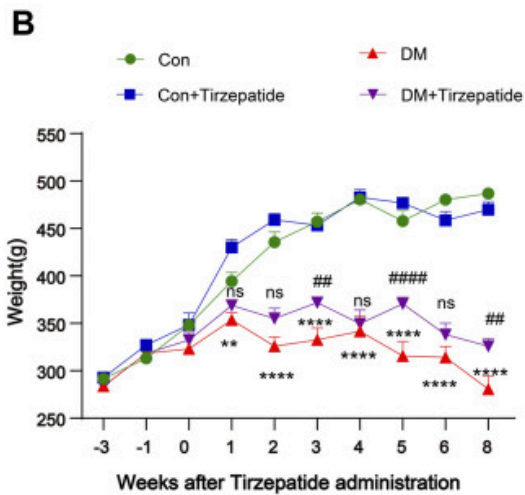 B
Con
DM
Con+Tirzepatide
DM+Tirzepatide
Weight(g)
550
500
450
400
350
300
250
ns
ns
##
ns
####
ns
##
**
****
****
****
****
****
****
-3 -1 0 1 2 3 4 5 6 8
Weeks after Tirzepatide administration